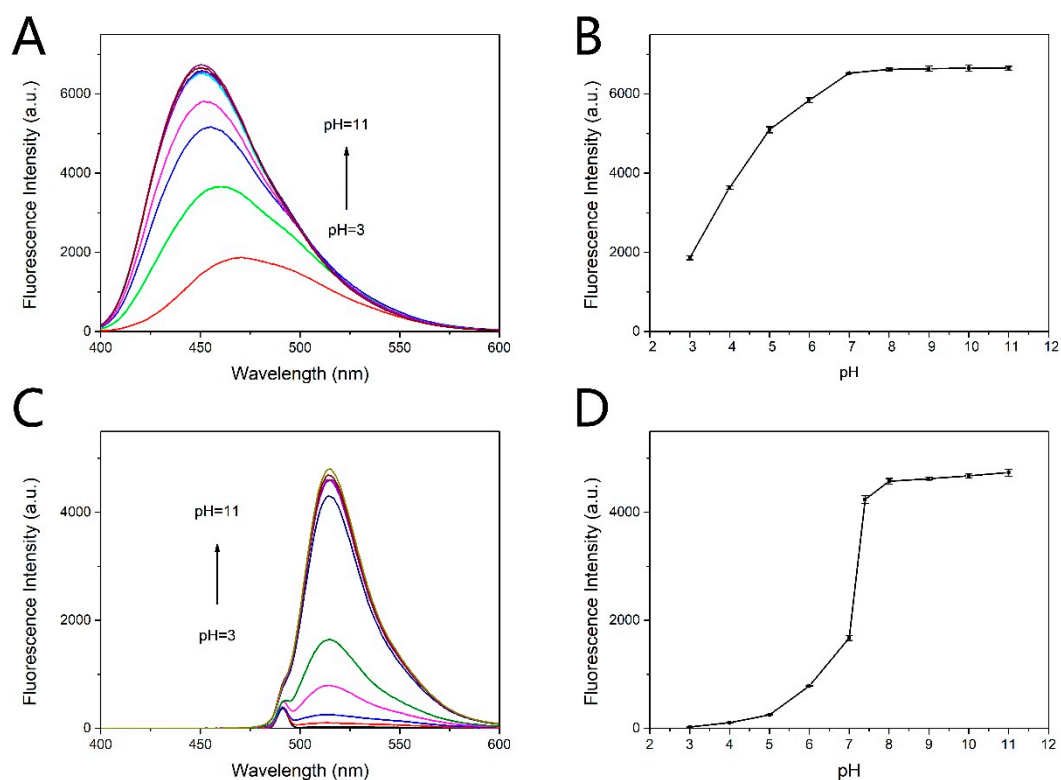 A
Fluorescence Intensity (a.u.)
6000
4000
2000
0
pH=11
pH=3
400 450 500 550 600
Wavelength (nm)
B
Fluorescence Intensity (a.u.)
6000
4000
2000
0
2 3 4 5 6 7 8 9 10 11 12
pH
C
Fluorescence Intensity (a.u.)
4000
2000
0
pH=11
pH=3
400 450 500 550 600
Wavelength (nm)
D
Fluorescence Intensity (a.u.)
4000
2000
0
2 3 4 5 6 7 8 9 10 11 12
pH